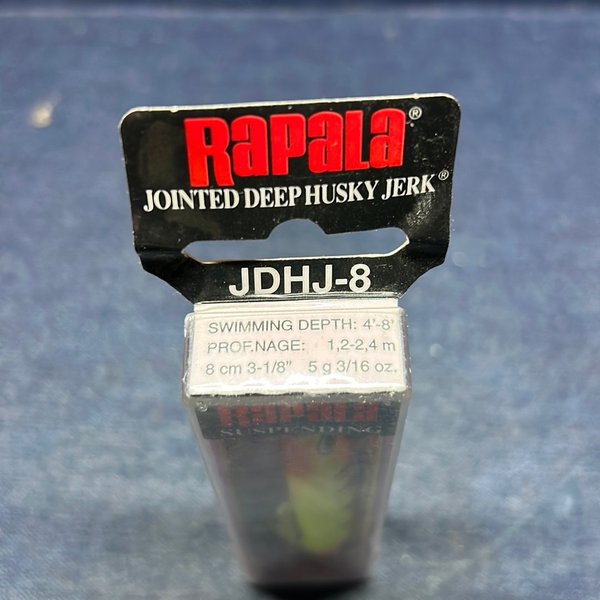 RAPALA®
JOINTED DEEP HUSKY JERK®
JDHJ-8
SWIMMING DEPTH: 4'-8'
PROF.NAGE: 1,2-2,4 m
8 cm 3-1/8" 5 g 3/16 oz.
RAPALA
SUSPENDING